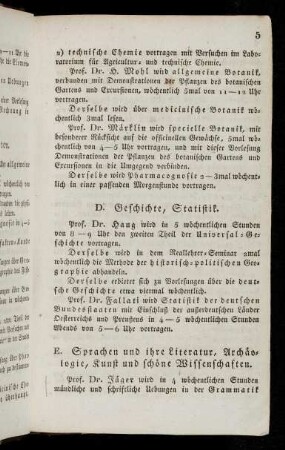 5
2) technische Chemie vortragen mit Versuchen im Labo-
ratorium für Agricultur- und technische Chemie.
Prof. Dr. H. Mohl wird allgemeine Botanik,
verbunden mit Demonstrationen der Pflanzen des botanischen
Gartens und Excursionen, wöchentlich 5mal von 11—12 Uhr
vortragen.
Derselbe wird über medicinische Botanik wö-
chentlich 3mal lesen.
Prof. Dr. Märklin wird specielle Botanik, mit
besonderer Rücksicht auf die officinellen Gewächse, 5mal wö-
chentlich vortragen, und mit dieser Vorlesung
Demonstrationen der Pflanzen des botanischen Gartens und
Excursionen in die Umgegend verbinden.
Derselbe wird Pharmacognosie 2—3mal wöchent-
lich in einer passenden Morgenstunde vortragen.
D. Geschichte, Statistik.
Prof. Dr. Haug wird in 5 wöchentlichen Stunden
von 8—9 Uhr den zweiten Theil der Universal-Ge-
schichte vortragen.
Derselbe wird in dem Reallehrer-Seminar 2mal
wöchentlich die Methode der historisch-politischen Geo-
graphie abhandeln.
Derselbe erbietet sich zu Vorlesungen über die deut-
sche Geschichte etwa viermal wöchentlich.
Prof. Dr. Fallati wird Statistik der deutschen
Bundesstaaten mit Einschluß der außerdeutschen Länder
Oesterreichs und Preußens in 4—5 wöchentlichen Stunden
Abends von 5—6 Uhr vortragen.
E. Sprachen und ihre Literatur, Archäo-
logie, Kunst und schöne Wissenschaften.
Prof. Dr. Jäger wird in 4 wöchentlichen Stunden
mündliche und schriftliche Uebungen in der Grammatik